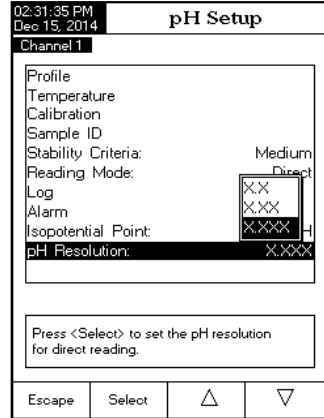 02:31:35 PM
Dec 15, 2014
pH Setup
Channel 1
Profile
Temperature
Calibration
Sample ID
Stability Criteria: Medium
Reading Mode: Direct
Log
Alarm
Isopotential Point: H
pH Resolution: X.XXX
X.X
X.XX
X.XXX
Press <Select> to set the pH resolution
for direct reading.
Escape Select △ ▽